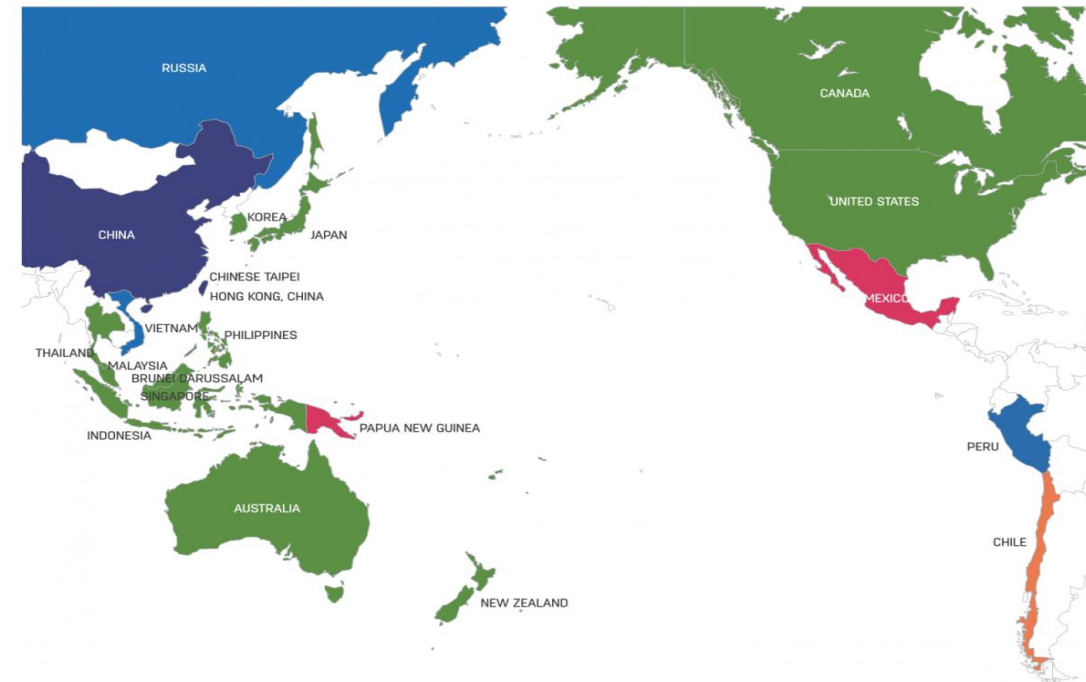 RUSSIA
CANADA
UNITED STATES
KOREA
CHINA
JAPAN
CHINESE TAIPEI
HONG KONG, CHINA
MEXICO
VIETNAM
PHILIPPINES
THAILAND
MALAYSIA
BRUNEI DARUSSALAM
SINGAPORE
INDONESIA
PAPUA NEW GUINEA
PERU
AUSTRALIA
CHILE
NEW ZEALAND